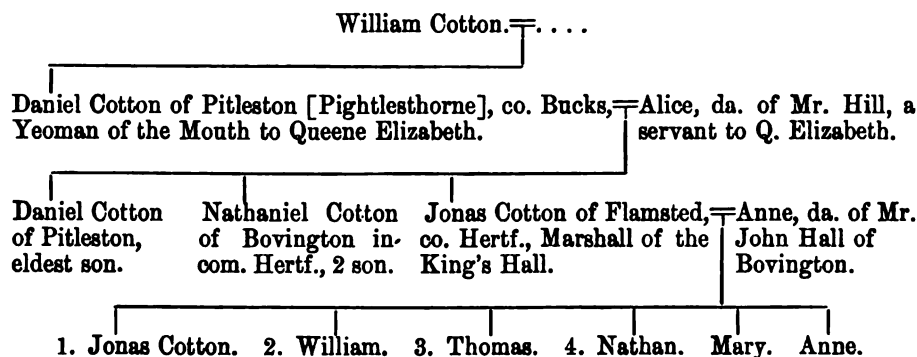 William Cotton.=. . . .
Daniel Cotton of Pitleston [Pightlesthorne], co. Bucks,=Alice, da. of Mr. Hill, a
Yeoman of the Mouth to Queene Elizabeth. servant to Q. Elizabeth.
Daniel Cotton
of Pitleston,
eldest son.
Nathaniel Cotton
of Bovington in
com. Hertf., 2 son.
Jonas Cotton of Flamsted,=
co. Hertf., Marshall of the
King's Hall.
Anne, da. of Mr.
John Hall of
Bovington.
1. Jonas Cotton. 2. William. 3. Thomas. 4. Nathan. Mary. Anne.